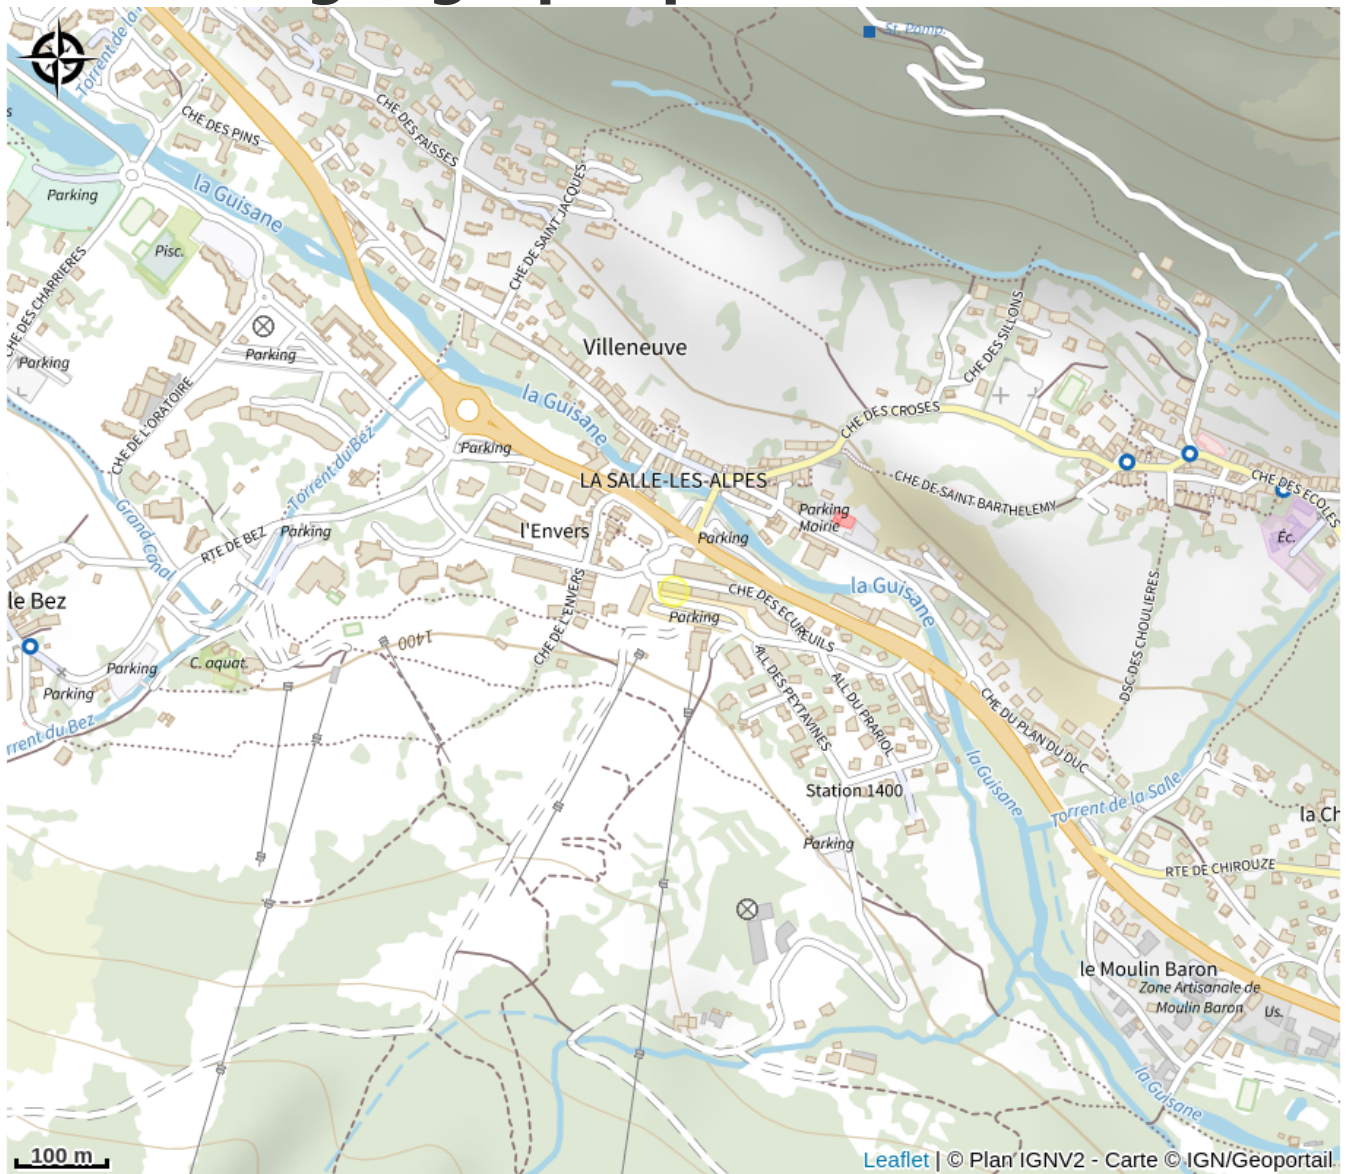 St. Pomp.
Torrent de la
CHE DES PINS
CHE DES FAISSES
s
Parking
la Guisane
CHE DE SAINT JACQUES
Pisc.
CHE DES CHARRIERES
CHE DES SILLONS
Villeneuve
Parking
Parking
la Guisane
CHE DE L'ORATOIRE
CHE DES CROSES
Parking
Torrent du Bez
LA SALLE-LES-ALPES
CHE DE SAINT BARTHELEMY
CHE DES ECOLES
Grand Canal
Parking
Mairie
l'Envers
Parking
Parking
RTE DE BEZ
Éc.
la Guisane
le Bez
CHE DES ECUREUILS
CHE DE L'ENVERS
Parking
DSC DES CHOULIERES
1400
C. aquat.
Parking
Parking
ALL DES PEYTAVINES
ALL DU PRARIOL
CHE DU PLAN DU DUC
rrent du Bez
la Guisane
Station 1400
Torrent de la Salle
la Ch
Parking
RTE DE CHIROUZE
le Moulin Baron
Zone Artisanale de
Moulin Baron
Us.
la Guisane
100 m
Leaflet | © Plan IGNV2 - Carte © IGN/Geoportail